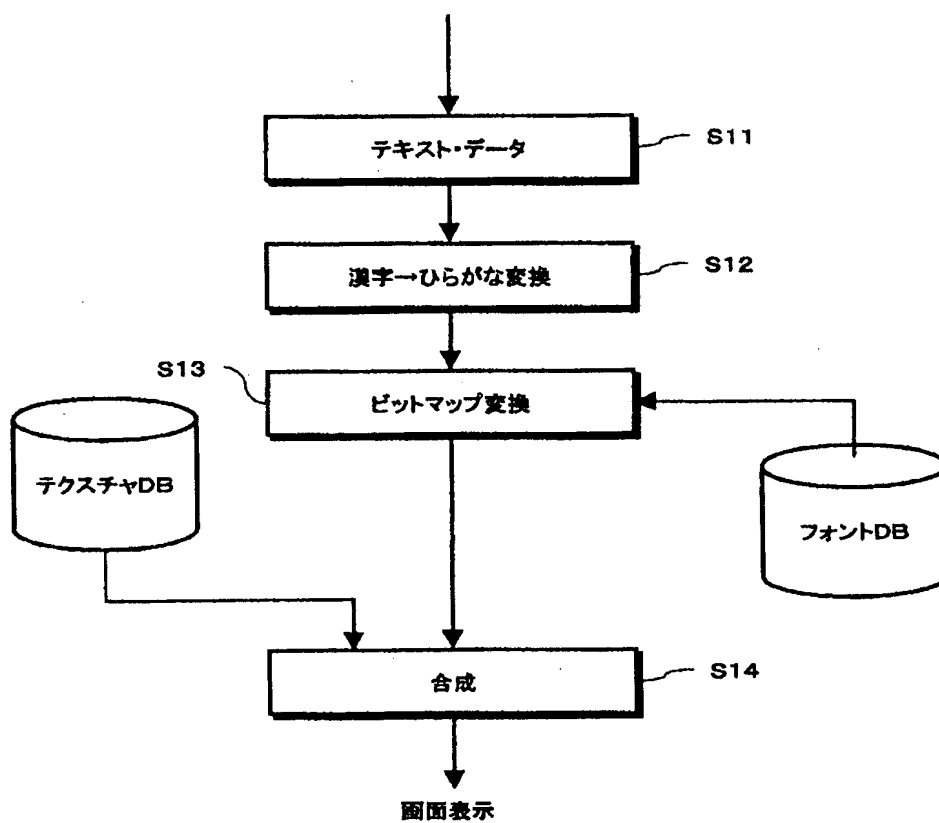 テキスト・データ
S11
漢字→ひらがな変換
S12
S13
ビットマップ変換
テクスチャDB
フォントDB
合成
S14
画面表示